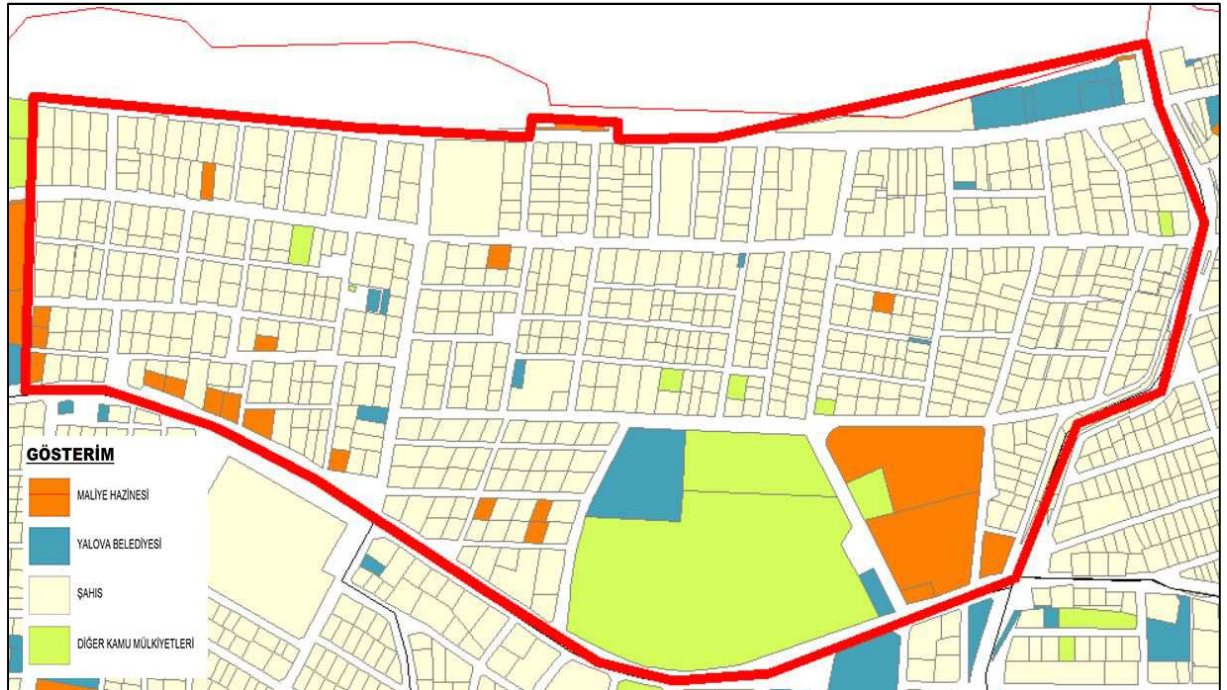 GÖSTERİM
MALİYE HAZİNESİ
YALOVA BELEDİYESİ
ŞAHIS
DİĞER KAMU MÜLKİYETLERİ